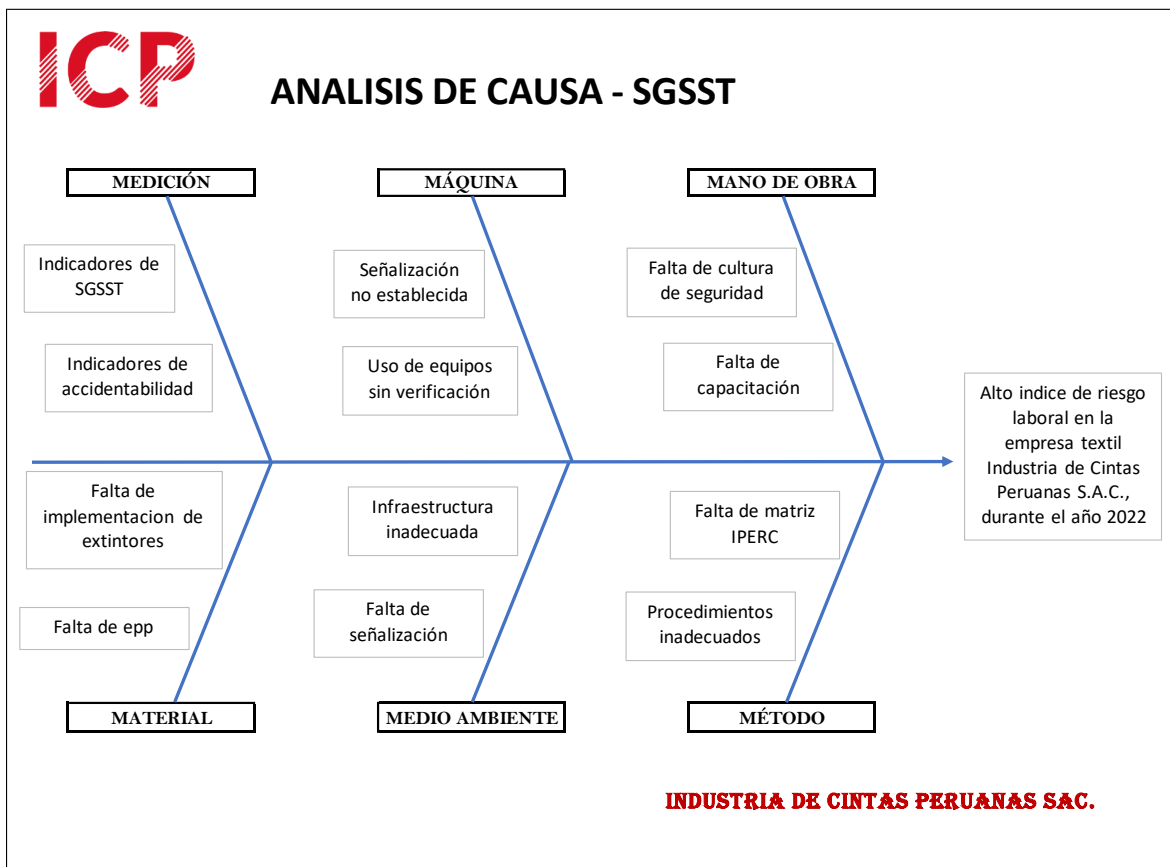 ICP
ANALISIS DE CAUSA - SGSST
MEDICIÓN
MÁQUINA
MANO DE OBRA
Indicadores de
SGSST
Señalización
no establecida
Falta de cultura
de seguridad
Indicadores de
accidentabilidad
Uso de equipos
sin verificación
Falta de
capacitación
Alto indice de riesgo
laboral en la
empresa textil
Industria de Cintas
Peruanas S.A.C.,
durante el año 2022
Falta de
implementacion de
extintores
Infraestructura
inadecuada
Falta de matriz
IPERC
Falta de epp
Falta de
señalización
Procedimientos
inadecuados
MATERIAL
MEDIO AMBIENTE
MÉTODO
INDUSTRIA DE CINTAS PERUANAS SAC.